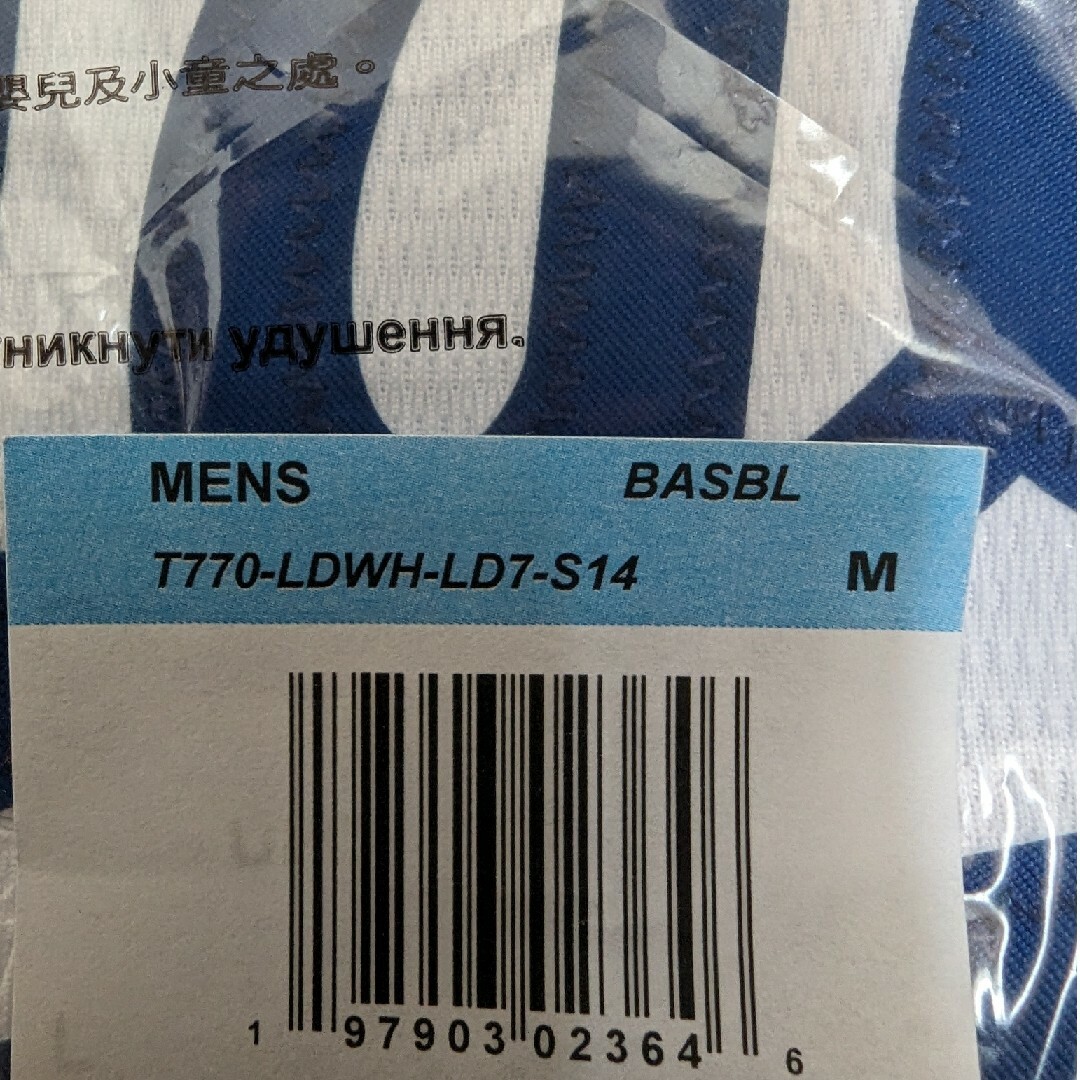 嬰兒及小童之處。
никнути удушення.
MENS BASBL
T770-LDWH-LD7-S14 M
1 97903 02364 6